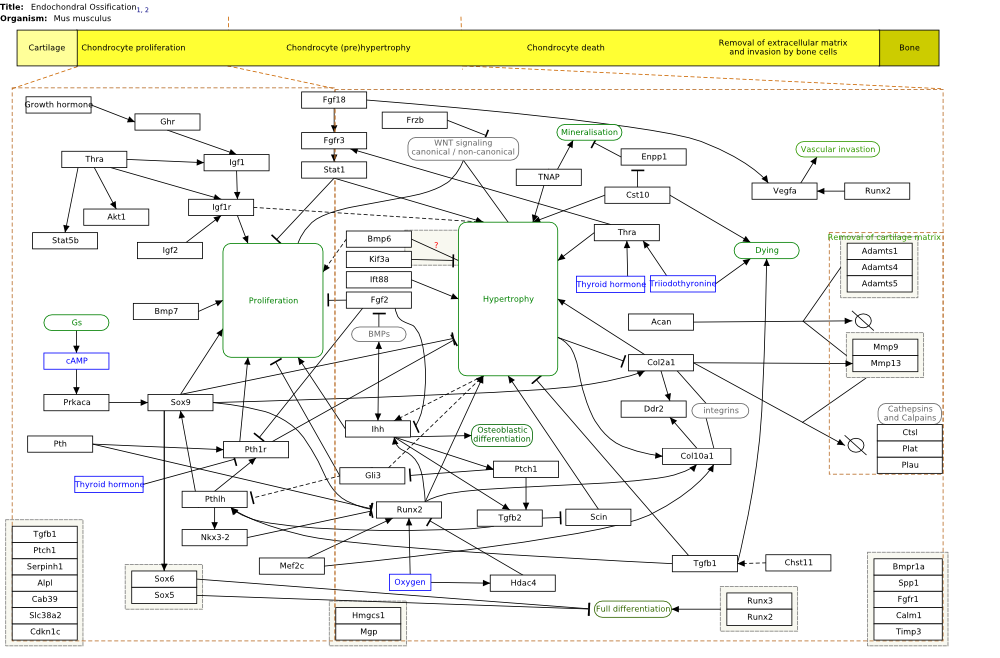 Title: Endochondral Ossification 1, 2
Organism: Mus musculus
Cartilage
Chondrocyte proliferation
Chondrocyte (pre)hypertrophy
Chondrocyte death
Removal of extracellular matrix
and invasion by bone cells
Bone
Growth hormone
Ghr
Thra
Igf1
Akt1
Igf1r
Stat5b
Igf2
Fgf18
Fgfr3
Stat1
Frzb
WNT signaling
canonical / non-canonical
Mineralisation
Enpp1
TNAP
Cst10
Vascular invastion
Vegfa
Runx2
Thra
Dying
Thyroid hormone
Triiodothyronine
Removal of cartilage matrix
Adamts1
Adamts4
Adamts5
Bmp6
?
Kif3a
Ift88
Fgf2
BMPs
Proliferation
Hypertrophy
Bmp7
Gs
cAMP
Prkaca
Sox9
Acan
Mmp9
Mmp13
Col2a1
Ddr2
integrins
Cathepsins
and Calpains
Ctsl
Plat
Plau
Pth
Pth1r
Thyroid hormone
Ihh
Osteoblastic
differentiation
Col10a1
Gli3
Ptch1
Pthlh
Runx2
Tgfb2
Scin
Nkx3-2
Mef2c
Oxygen
Hdac4
Tgfb1
Chst11
Tgfb1
Ptch1
Serpinh1
Alpl
Cab39
Slc38a2
Cdkn1c
Sox6
Sox5
Hmgcs1
Mgp
Full differentiation
Runx3
Runx2
Bmpr1a
Spp1
Fgfr1
Calm1
Timp3